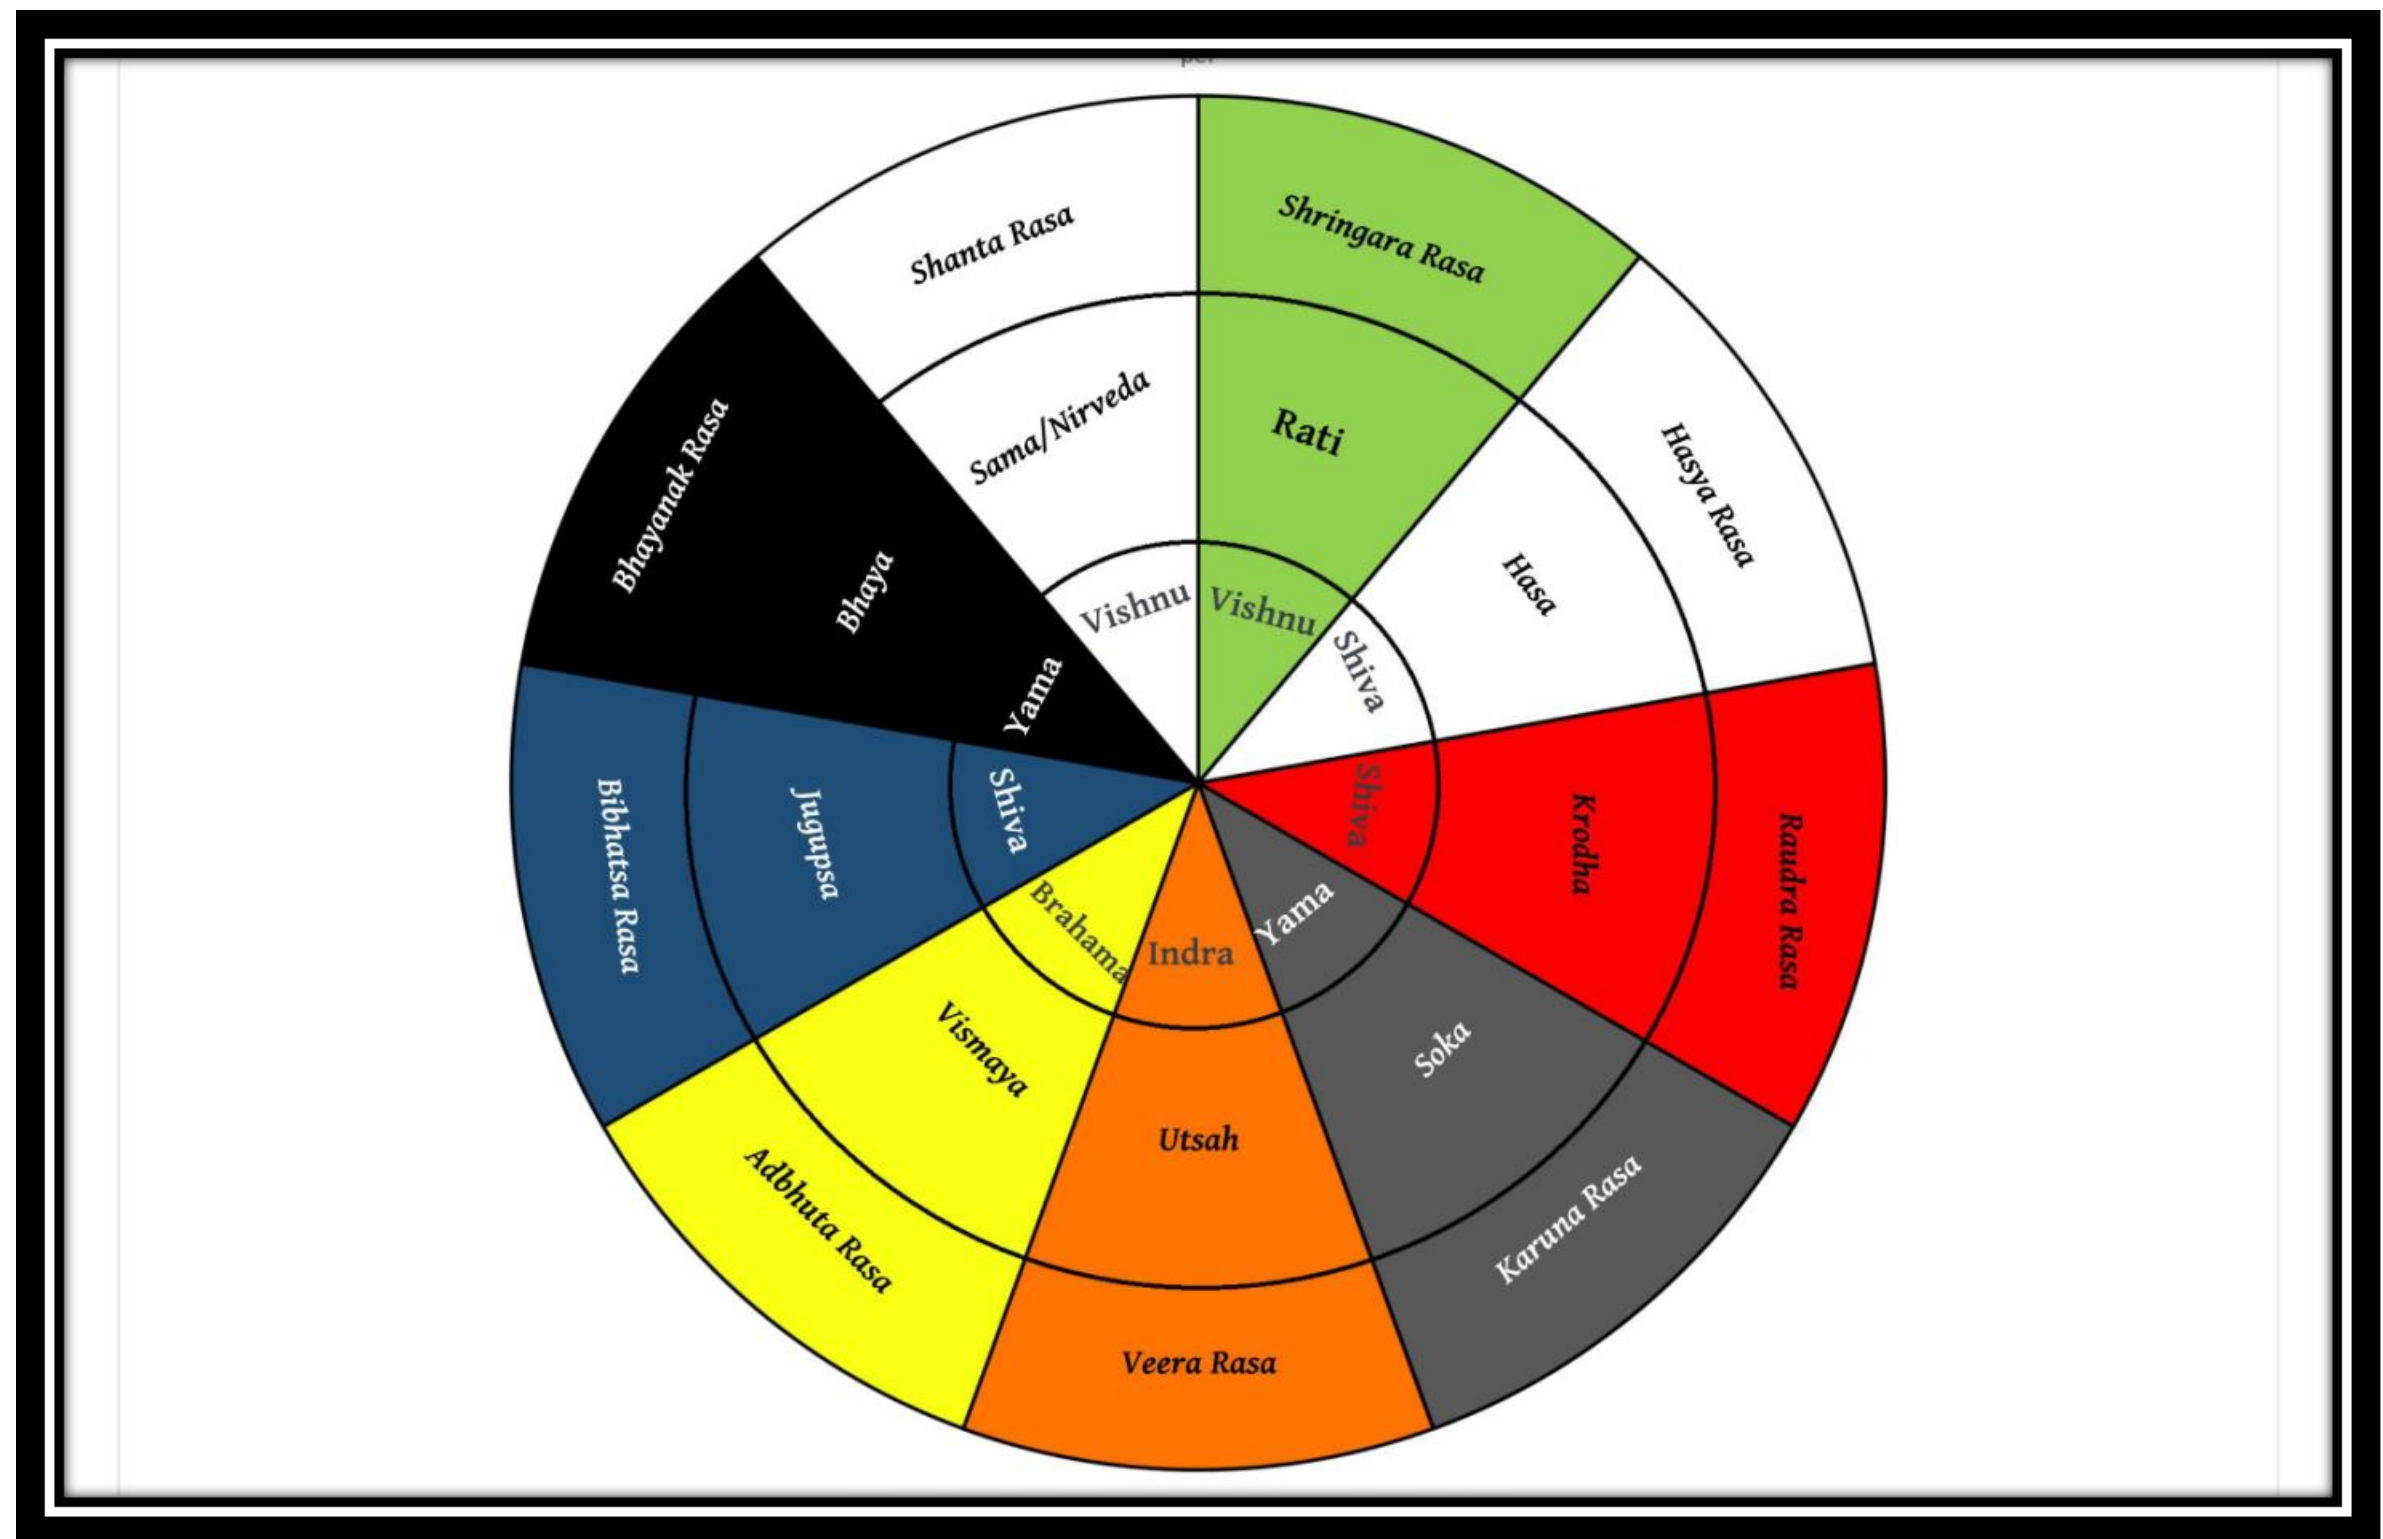 Shringara Rasa
Rati
Vishnu
Hasya Rasa
Hasa
Shiva
Raudra Rasa
Krodha
Shiva
Karuna Rasa
Soka
Yama
Veera Rasa
Utsah
Indra
Adbhuta Rasa
Vismaya
Brahama
Bibhatsa Rasa
Jugupsa
Shiva
Bhayanak Rasa
Bhaya
Yama
Shanta Rasa
Sama/Nirveda
Vishnu